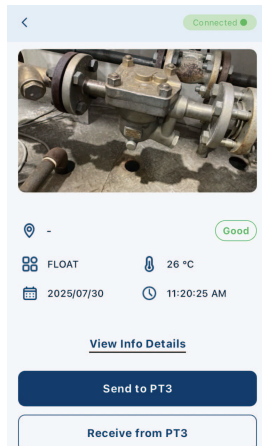 Connected
-
Good
FLOAT
26 °C
2025/07/30
11:20:25 AM
View Info Details
Send to PT3
Receive from PT3